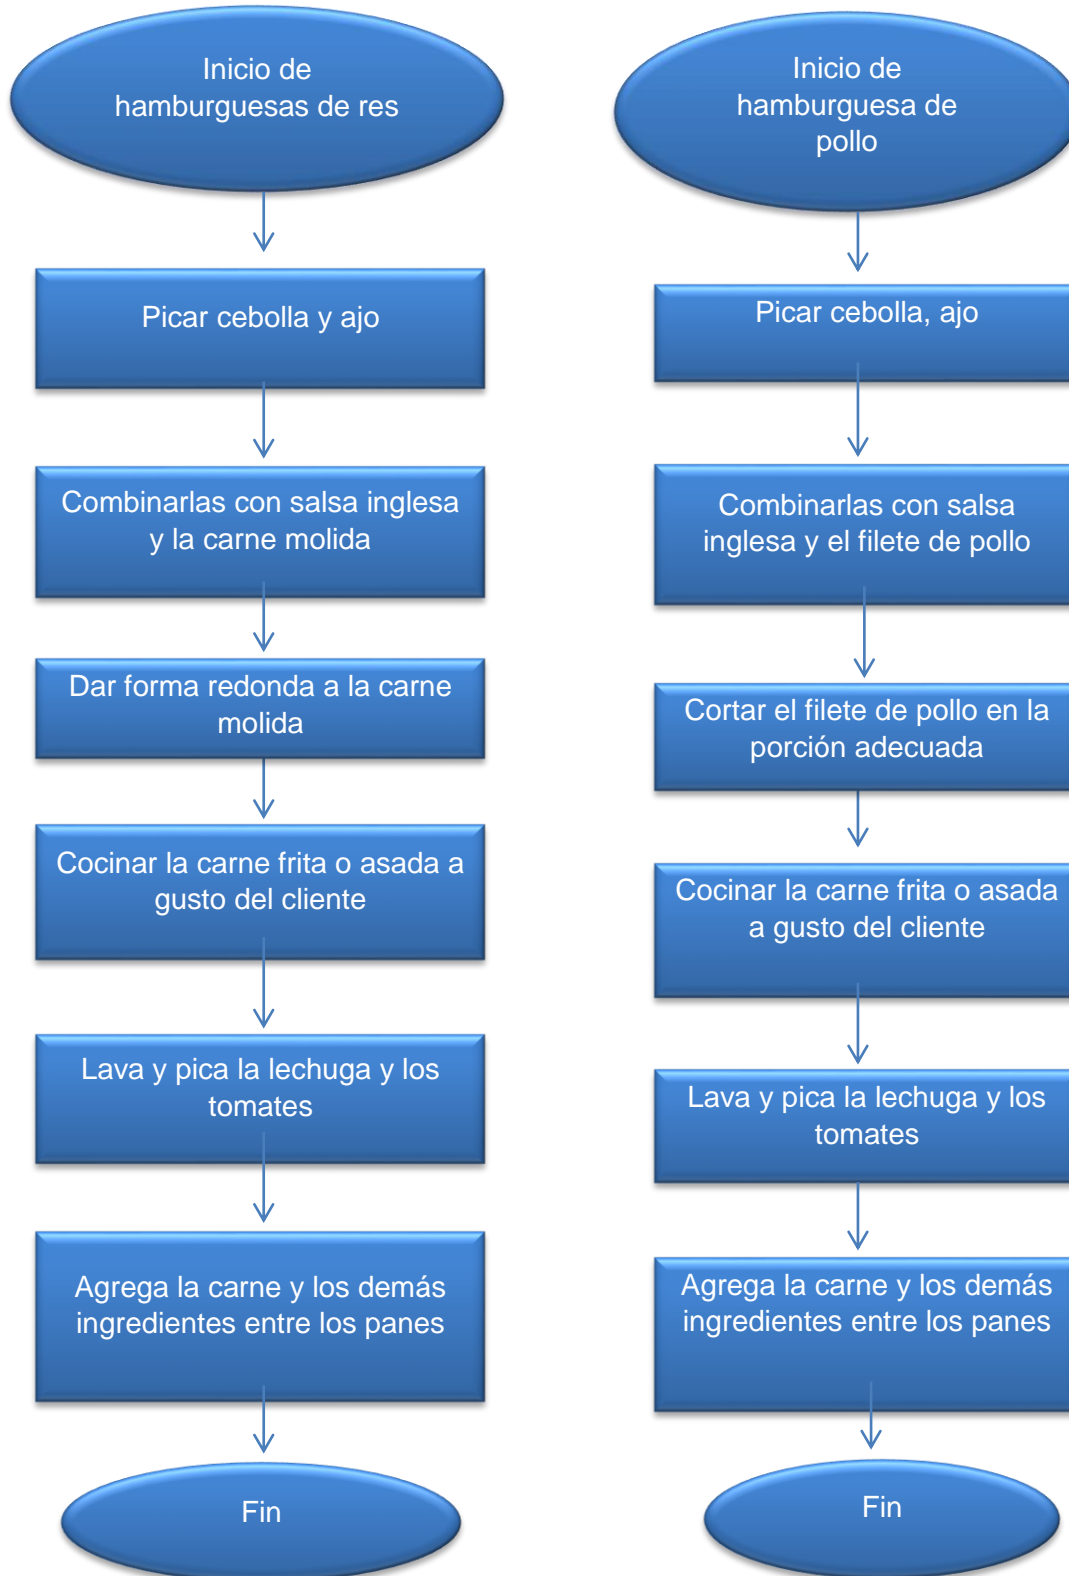 Inicio de
hamburguesas de res
Picar cebolla y ajo
Combinarlas con salsa inglesa
y la carne molida
Dar forma redonda a la carne
molida
Cocinar la carne frita o asada a
gusto del cliente
Lava y pica la lechuga y los
tomates
Agrega la carne y los demás
ingredientes entre los panes
Fin
Inicio de
hamburguesa de
pollo
Picar cebolla, ajo
Combinarlas con salsa
inglesa y el filete de pollo
Cortar el filete de pollo en la
porción adecuada
Cocinar la carne frita o asada
a gusto del cliente
Lava y pica la lechuga y los
tomates
Agrega la carne y los demás
ingredientes entre los panes
Fin